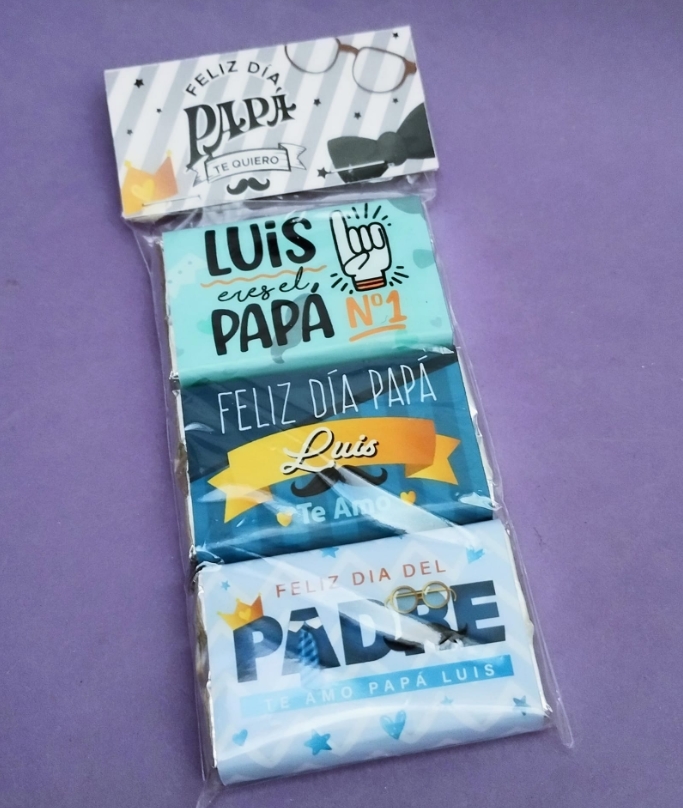 FELIZ DÍA,
PAPÁ
TE QUIERO
LUiS
eres el
PAPÁ Nº1
FELIZ DÍA PAPÁ
Luis
Te Amo
FELIZ DIA DEL
PADRE
TE AMO PAPÁ LUIS